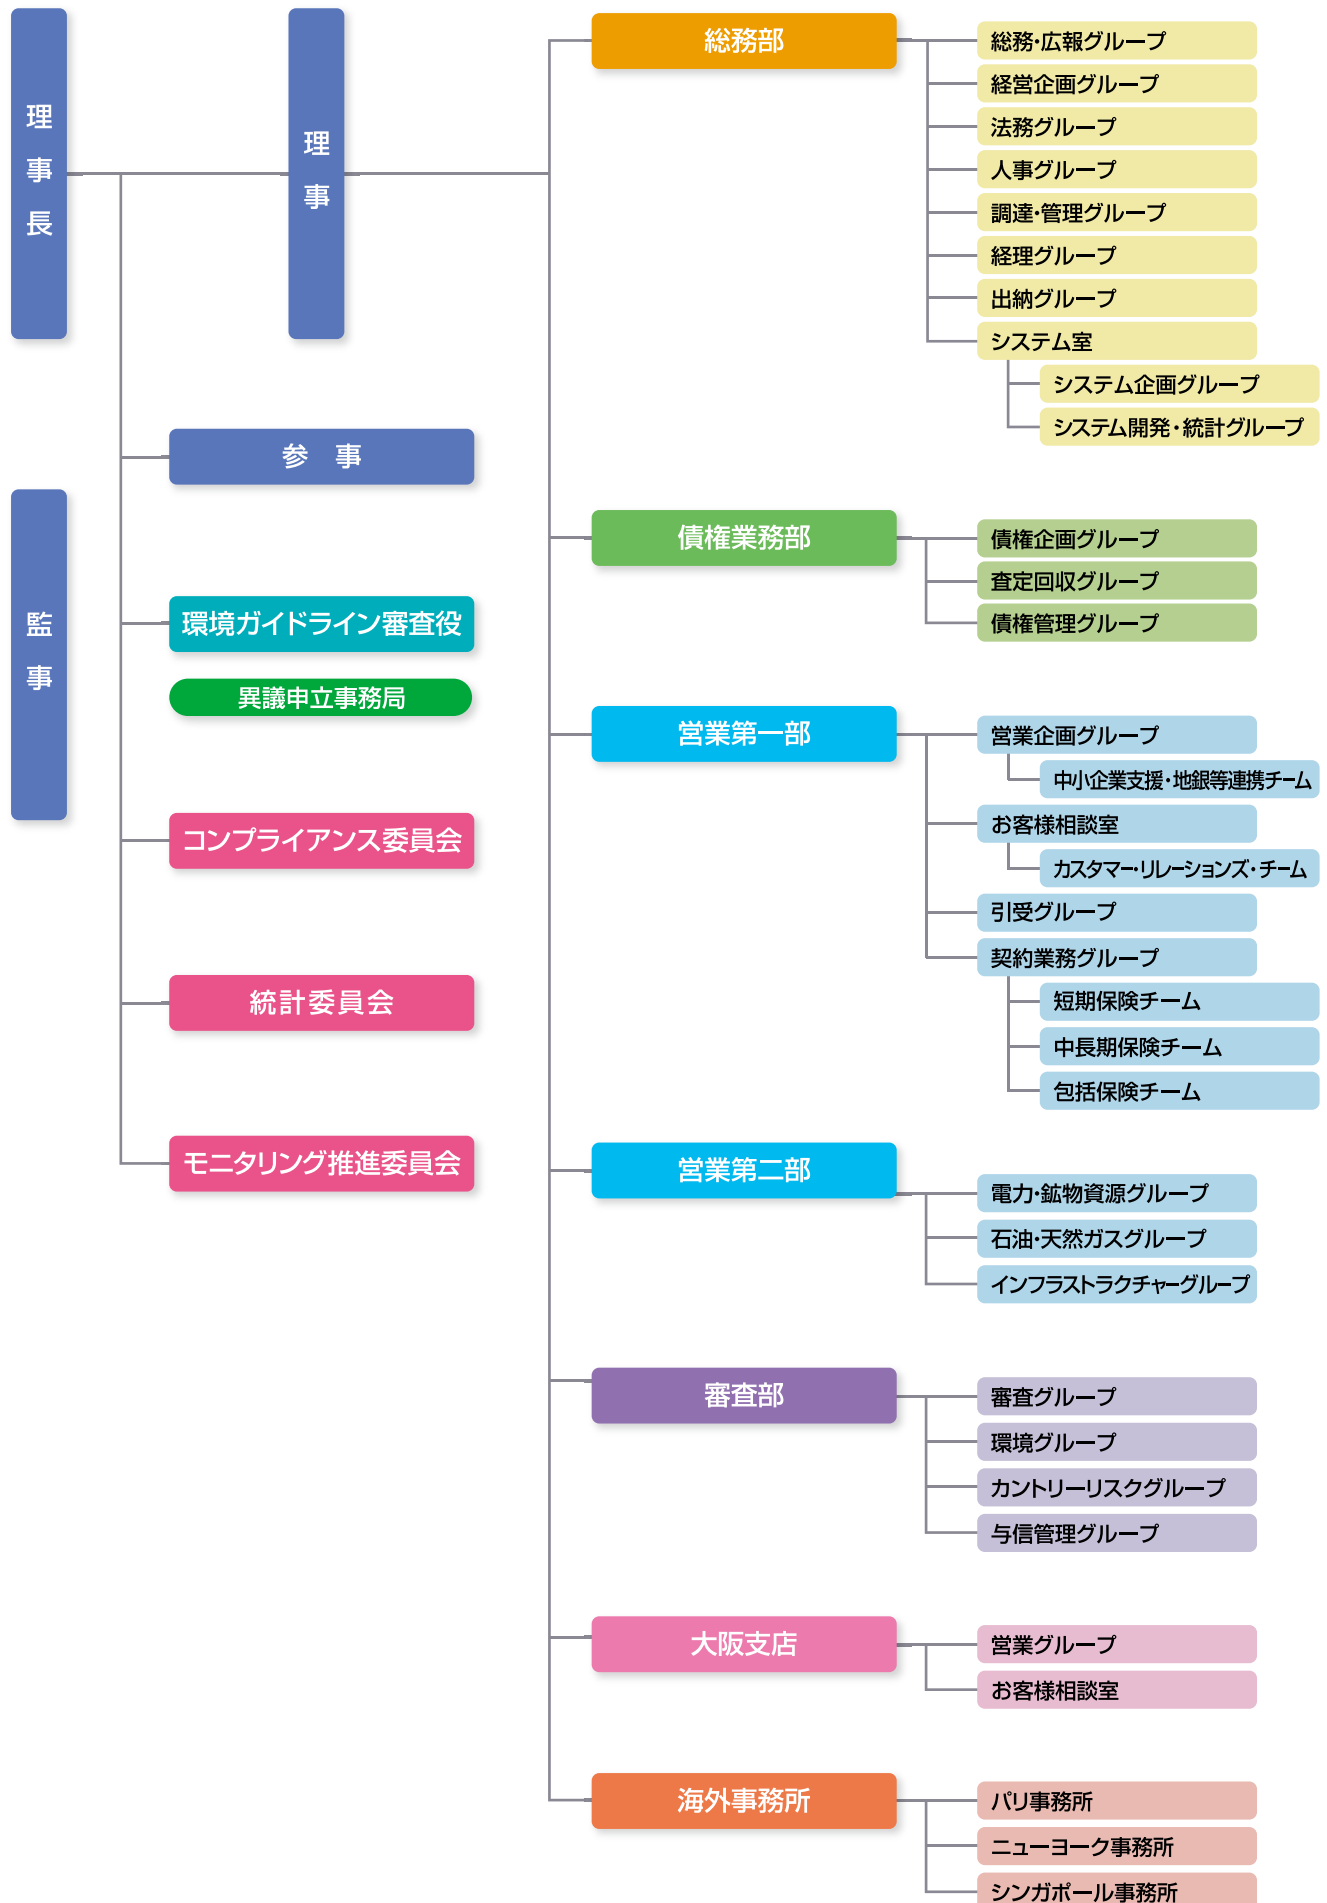 理事長
理事
監事
参　事
環境ガイドライン審査役
異議申立事務局
コンプライアンス委員会
統計委員会
モニタリング推進委員会
総務部
総務・広報グループ
経営企画グループ
法務グループ
人事グループ
調達・管理グループ
経理グループ
出納グループ
システム室
システム企画グループ
システム開発・統計グループ
債権業務部
債権企画グループ
査定回収グループ
債権管理グループ
営業第一部
営業企画グループ
中小企業支援・地銀等連携チーム
お客様相談室
カスタマー・リレーションズ・チーム
引受グループ
契約業務グループ
短期保険チーム
中長期保険チーム
包括保険チーム
営業第二部
電力・鉱物資源グループ
石油・天然ガスグループ
インフラストラクチャーグループ
審査部
審査グループ
環境グループ
カントリーリスクグループ
与信管理グループ
大阪支店
営業グループ
お客様相談室
海外事務所
パリ事務所
ニューヨーク事務所
シンガポール事務所